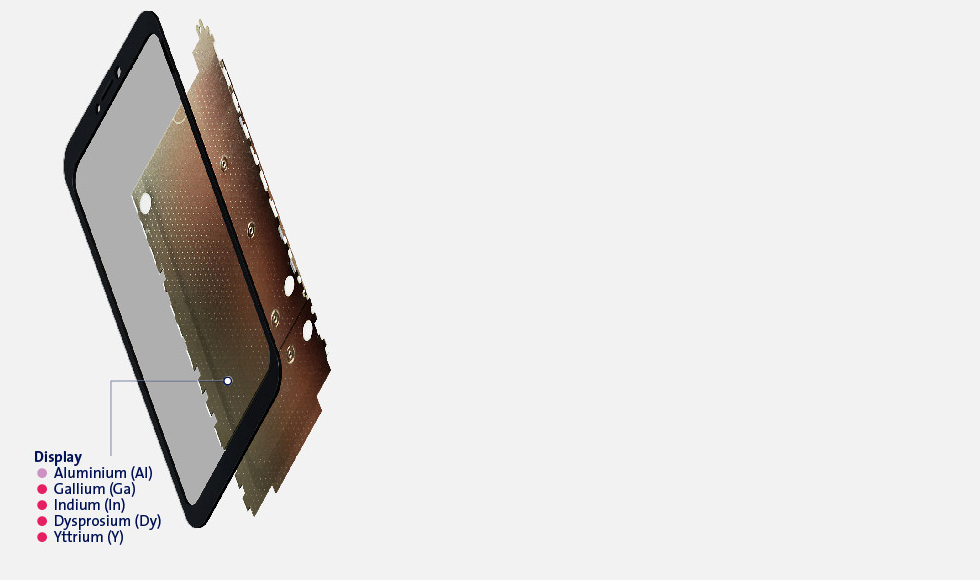 Display
Aluminium (Al)
Gallium (Ga)
Indium (In)
Dysprosium (Dy)
Yttrium (Y)